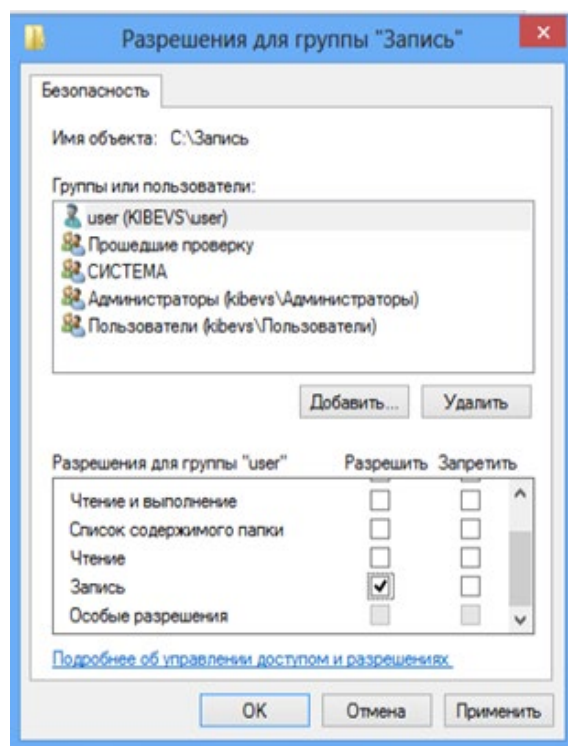 Разрешения для группы "Запись"
Безопасность
Имя объекта: C:\Запись
Группы или пользователи:
user (KIBEVS\user)
Прошедшие проверку
СИСТЕМА
Администраторы (kibevs\Администраторы)
Пользователи (kibevs\Пользователи)
Добавить... Удалить
Разрешения для группы "user" Разрешить Запретить
Чтение и выполнение
Список содержимого папки
Чтение
Запись
Особые разрешения
Подробнее об управлении доступом и разрешениях
ОК Отмена Применить